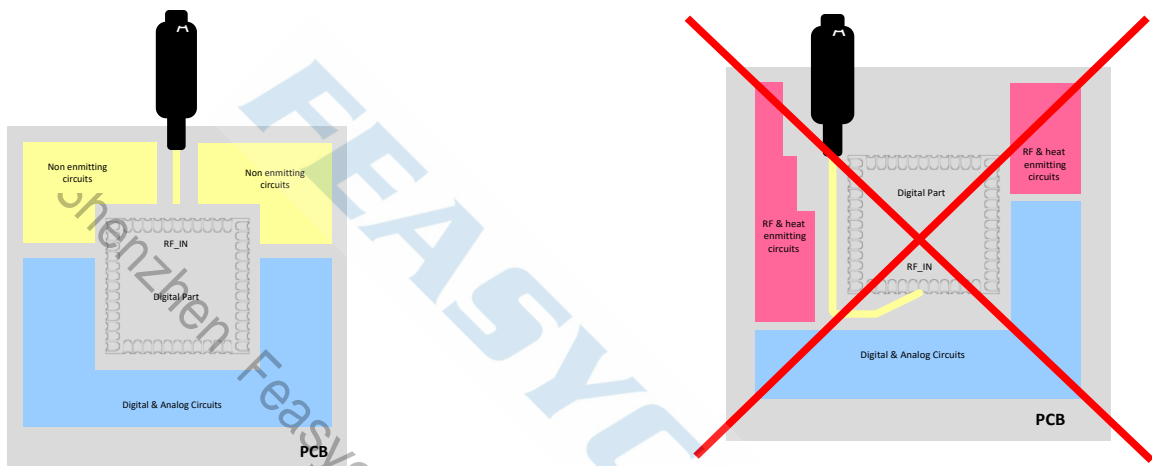 A
Non enmitting
circuits
Non enmitting
circuits
RF_IN
Digital Part
Digital & Analog Circuits
PCB
Shenzhen Feasyc
FEASYC
A
RF & heat
enmitting
circuits
Digital Part
RF & heat
enmitting
circuits
RF_IN
Digital & Analog Circuits
PCB